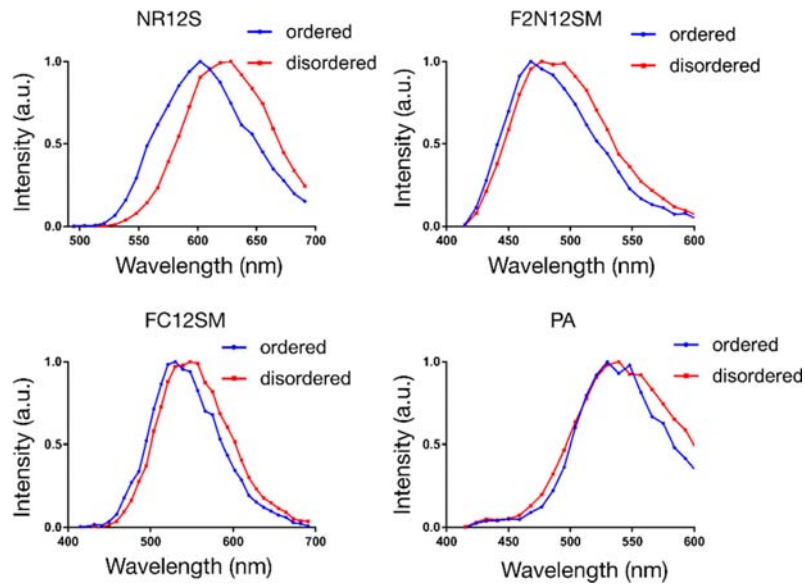 NR12S
ordered
disordered
Intensity (a.u.)
1.0
0.5
0.0
500 550 600 650 700
Wavelength (nm)
F2N12SM
ordered
disordered
Intensity (a.u.)
1.0
0.5
0.0
400 450 500 550 600
Wavelength (nm)
FC12SM
ordered
disordered
Intensity (a.u.)
1.0
0.5
0.0
400 500 600 700
Wavelength (nm)
PA
ordered
disordered
Intensity (a.u.)
1.0
0.5
0.0
400 450 500 550 600
Wavelength (nm)